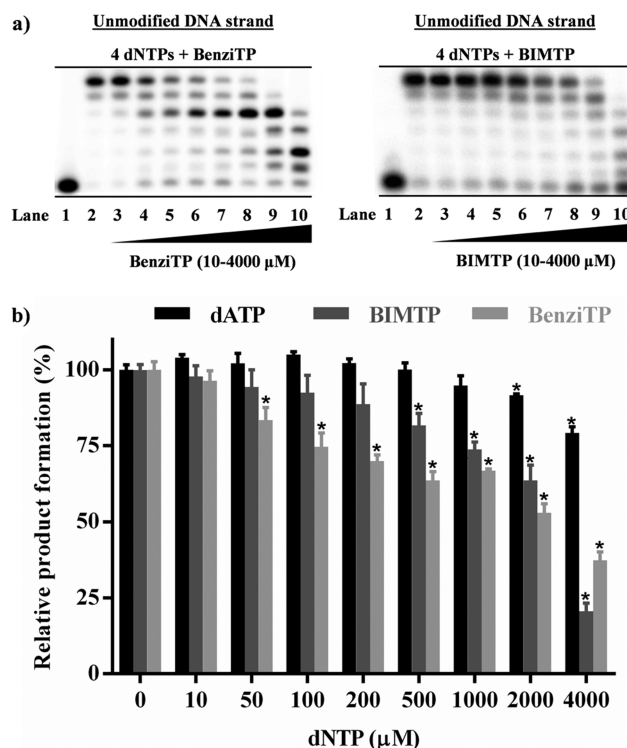 a)
Unmodified DNA strand
4 dNTPs + BenziTP
Lane 1 2 3 4 5 6 7 8 9 10
BenziTP (10-4000 µM)
Unmodified DNA strand
4 dNTPs + BIMTP
Lane 1 2 3 4 5 6 7 8 9 10
BIMTP (10-4000 µM)
b)
dATP BIMTP BenziTP
Relative product formation (%)
100
75
50
25
0
* * * * * * * * * * * * *
0 10 50 100 200 500 1000 2000 4000
dNTP (µM)